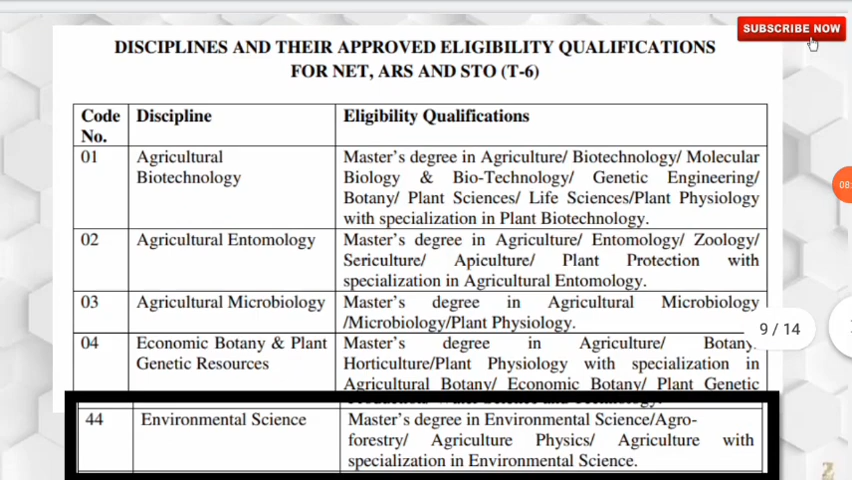 SUBSCRIBE NOW
DISCIPLINES AND THEIR APPROVED ELIGIBILITY QUALIFICATIONS
FOR NET, ARS AND STO (T-6)
Code No.
Discipline
Eligibility Qualifications
01
Agricultural
Biotechnology
Master's degree in Agriculture/ Biotechnology/ Molecular
Biology & Bio-Technology/ Genetic Engineering/
Botany/ Plant Sciences/ Life Sciences/Plant Physiology
with specialization in Plant Biotechnology.
02
Agricultural Entomology
Master's degree in Agriculture/ Entomology/ Zoology/
Sericulture/ Apiculture/ Plant Protection with
specialization in Agricultural Entomology.
03
Agricultural Microbiology
Master's degree in Agricultural Microbiology
/Microbiology/Plant Physiology.
04
Economic Botany & Plant
Genetic Resources
Master's degree in Agriculture/ Botany
Horticulture/Plant Physiology with specialization in
Agricultural Botany/ Economic Botany/ Plant Genetic
44
Environmental Science
Master's degree in Environmental Science/Agro-
forestry/ Agriculture Physics/ Agriculture with
specialization in Environmental Science.
9 / 14
08: